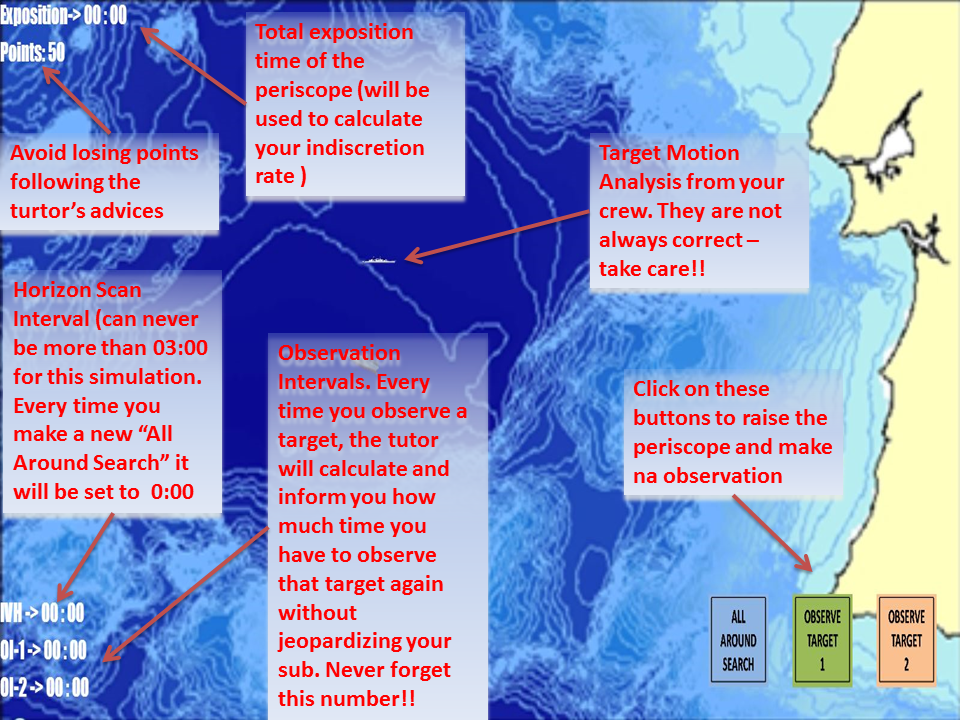 Exposition-> 00 : 00
Points: 50
Total exposition
time of the
periscope (will be
used to calculate
your indiscretion
rate )
Avoid losing points
following the
turtor’s advices
Target Motion
Analysis from your
crew. They are not
always correct –
take care!!
Horizon Scan
Interval (can never
be more than 03:00
for this simulation.
Every time you
make a new “All
Around Search” it
will be set to 0:00
Observation
Intervals. Every
time you observe a
target, the tutor
will calculate and
inform you how
much time you
have to observe
that target again
without
jeopardizing your
sub. Never forget
this number!!
Click on these
buttons to raise the
periscope and make
na observation
IVH -> 00 : 00
OI-1 -> 00 : 00
OI-2 -> 00 : 00
ALL
AROUND
SEARCH
OBSERVE
TARGET
1
OBSERVE
TARGET
2